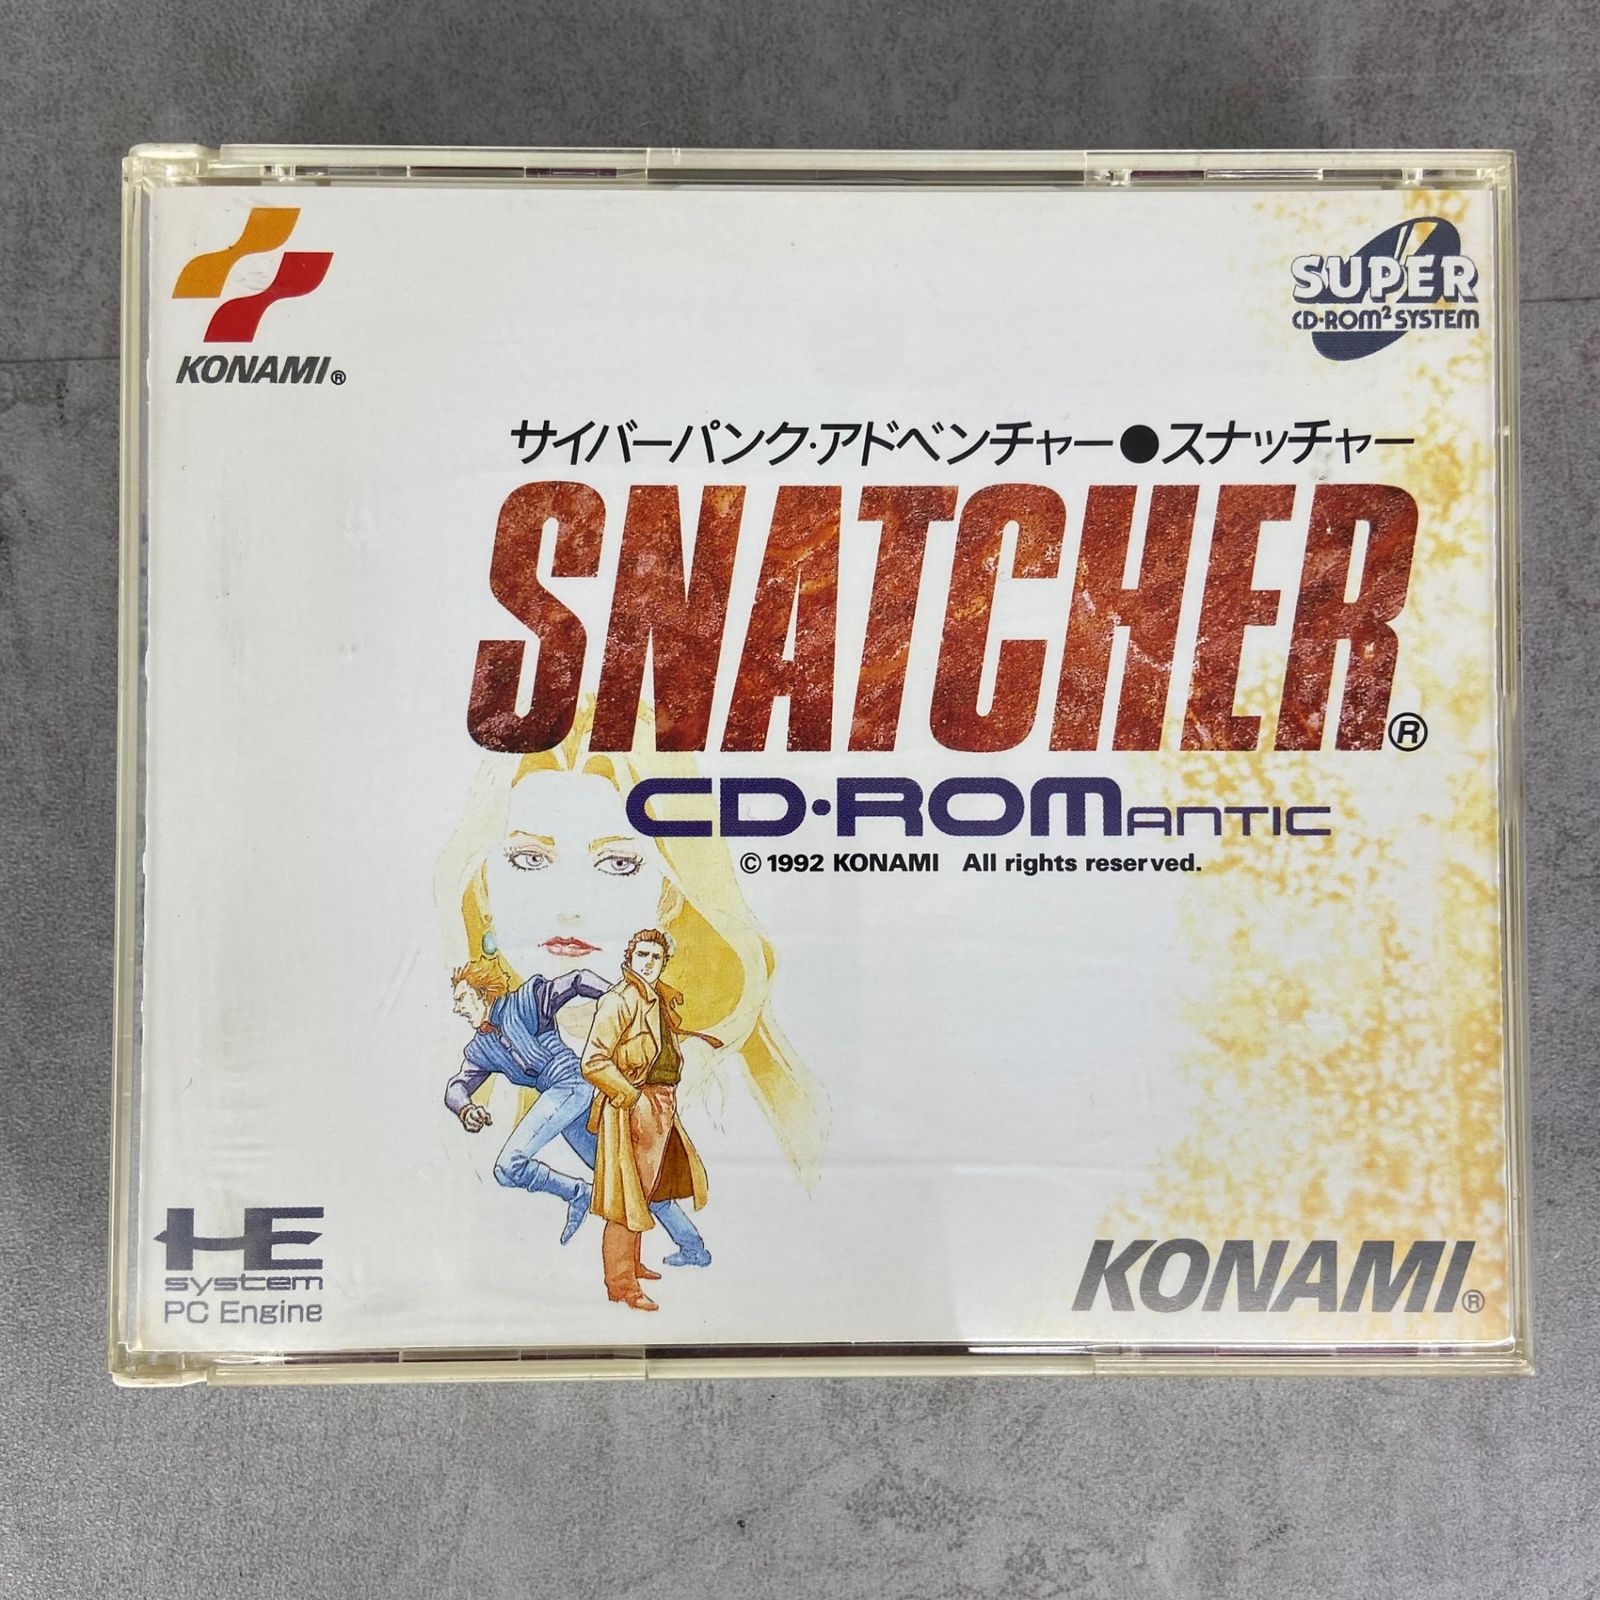 KONAMI®
SUPER
CD-ROM² SYSTEM
サイバーパンク・アドベンチャー●スナッチャー
SNATCHER®
CD・ROMANTIC
© 1992 KONAMI All rights reserved.
HE
system
PC Engine
KONAMI®